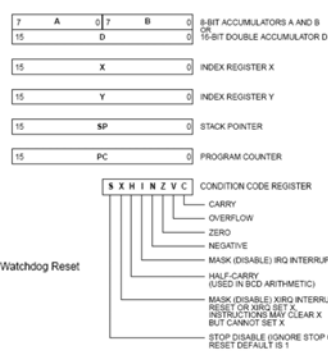 7 A 0 7 B 0 8-BIT ACCUMULATORS A AND B
OR
15 D 0 16-BIT DOUBLE ACCUMULATOR D
15 X 0 INDEX REGISTER X
15 Y 0 INDEX REGISTER Y
15 SP 0 STACK POINTER
15 PC 0 PROGRAM COUNTER
S X H I N Z V C CONDITION CODE REGISTER
CARRY
OVERFLOW
ZERO
NEGATIVE
MASK (DISABLE) IRQ INTERRUP
Watchdog Reset
HALF-CARRY
(USED IN BCD ARITHMETIC)
MASK (DISABLE) XIRQ INTERRU
RESET OR XIRQ SET X,
INSTRUCTIONS MAY CLEAR X
BUT CANNOT SET X
STOP DISABLE (IGNORE STOP
RESET DEFAULT IS 1